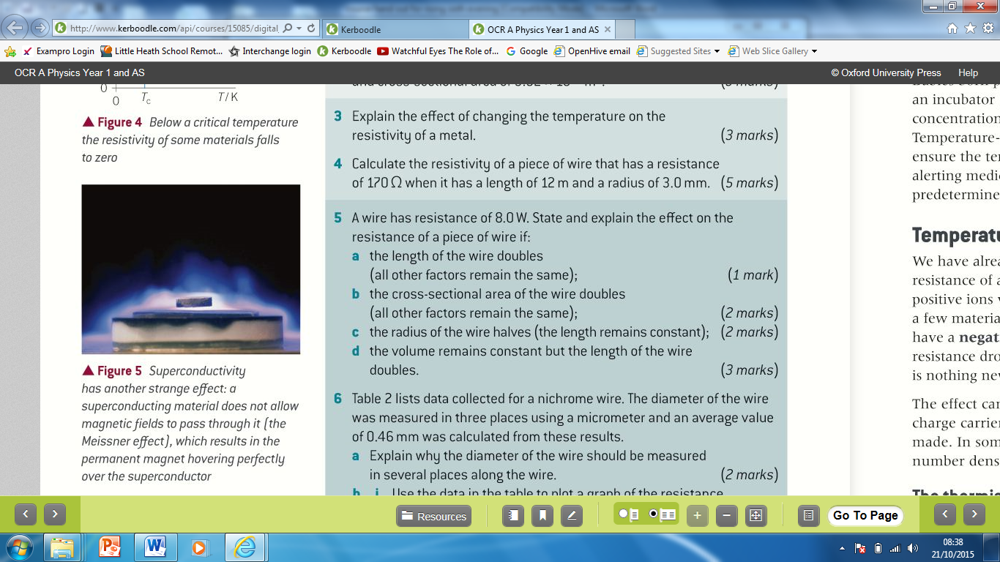 http://www.kerboodle.com/api/courses/15085/digital_
Kerboodle
OCR A Physics Year 1 and AS
Exampro Login
Little Heath School Remot...
Interchange login
Kerboodle
Watchful Eyes The Role of...
Google
OpenHive email
Suggested Sites
Web Slice Gallery
OCR A Physics Year 1 and AS
© Oxford University Press
Help
0
0
Tc
T/K
▲ Figure 4 Below a critical temperature
the resistivity of some materials falls
to zero
▲ Figure 5 Superconductivity
has another strange effect: a
superconducting material does not allow
magnetic fields to pass through it (the
Meissner effect), which results in the
permanent magnet hovering perfectly
over the superconductor
3 Explain the effect of changing the temperature on the
resistivity of a metal. (3 marks)
4 Calculate the resistivity of a piece of wire that has a resistance
of 170 Ω when it has a length of 12 m and a radius of 3.0 mm. (5 marks)
5 A wire has resistance of 8.0 W. State and explain the effect on the
resistance of a piece of wire if:
a the length of the wire doubles
(all other factors remain the same); (1 mark)
b the cross-sectional area of the wire doubles
(all other factors remain the same); (2 marks)
c the radius of the wire halves (the length remains constant); (2 marks)
d the volume remains constant but the length of the wire
doubles. (3 marks)
6 Table 2 lists data collected for a nichrome wire. The diameter of the wire
was measured in three places using a micrometer and an average value
of 0.46 mm was calculated from these results.
a Explain why the diameter of the wire should be measured
in several places along the wire. (2 marks)
b i Use the data in the table to plot a graph of the resistance
an incubator
concentration
Temperature-
ensure the te
alerting medi
predetermine
Temperatu
We have alrea
resistance of a
positive ions
a few materia
have a negat
resistance dro
is nothing ne
The effect car
charge carrie
made. In som
number dens
Resources
Go To Page
08:38
21/10/2015